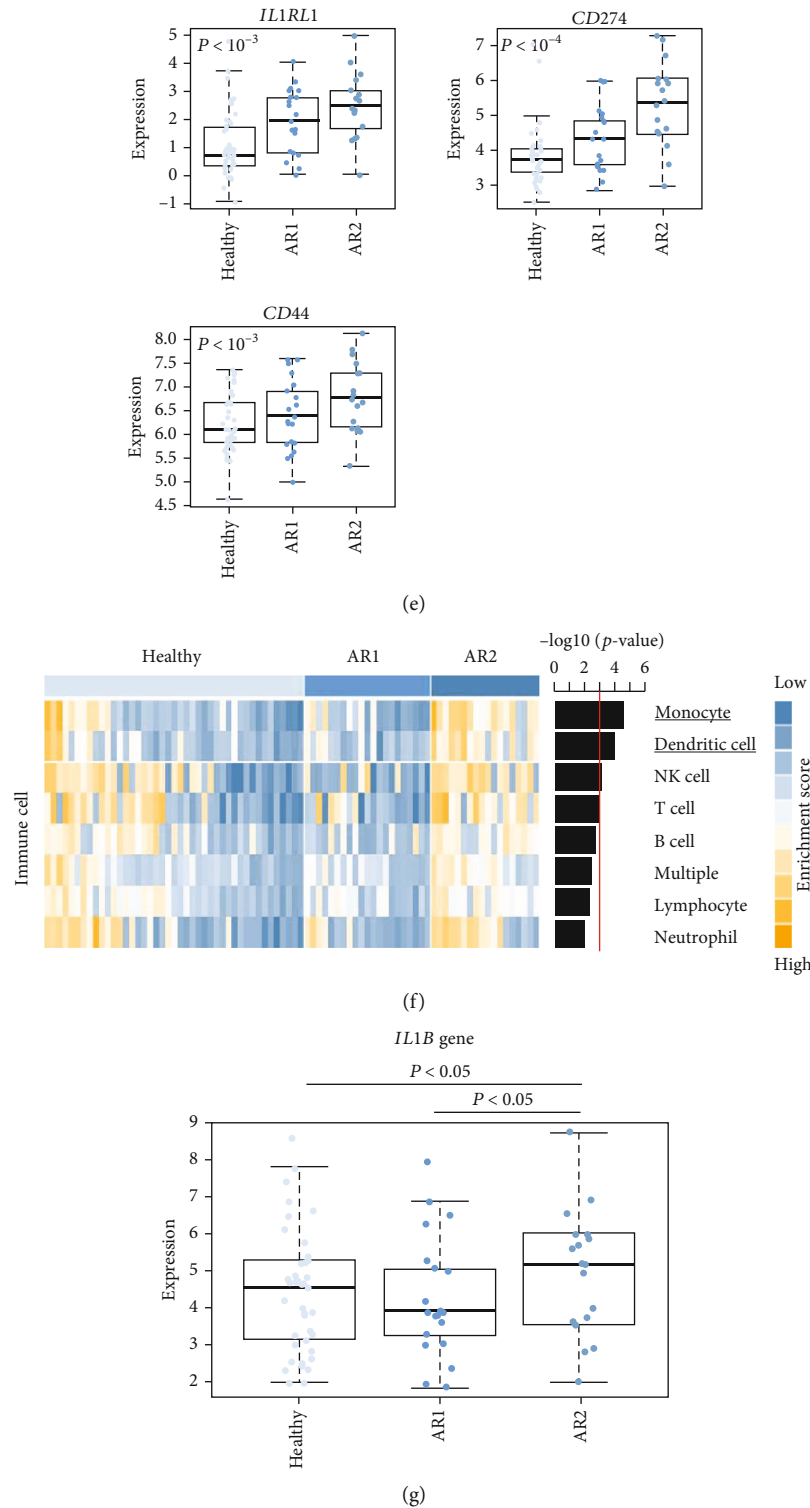 IL1RL1
P < 10⁻³
Expression
5
4
3
2
1
0
−1
Healthy
AR1
AR2
CD274
P < 10⁻⁴
Expression
7
6
5
4
3
Healthy
AR1
AR2
CD44
P < 10⁻³
Expression
8.0
7.5
7.0
6.5
6.0
5.5
5.0
4.5
Healthy
AR1
AR2
(e)
−log10 (p-value)
Healthy
AR1
AR2
0 2 4 6
Immune cell
Monocyte
Dendritic cell
NK cell
T cell
B cell
Multiple
Lymphocyte
Neutrophil
Low
Enrichment score
High
(f)
IL1B gene
P < 0.05
P < 0.05
Expression
9
8
7
6
5
4
3
2
Healthy
AR1
AR2
(g)